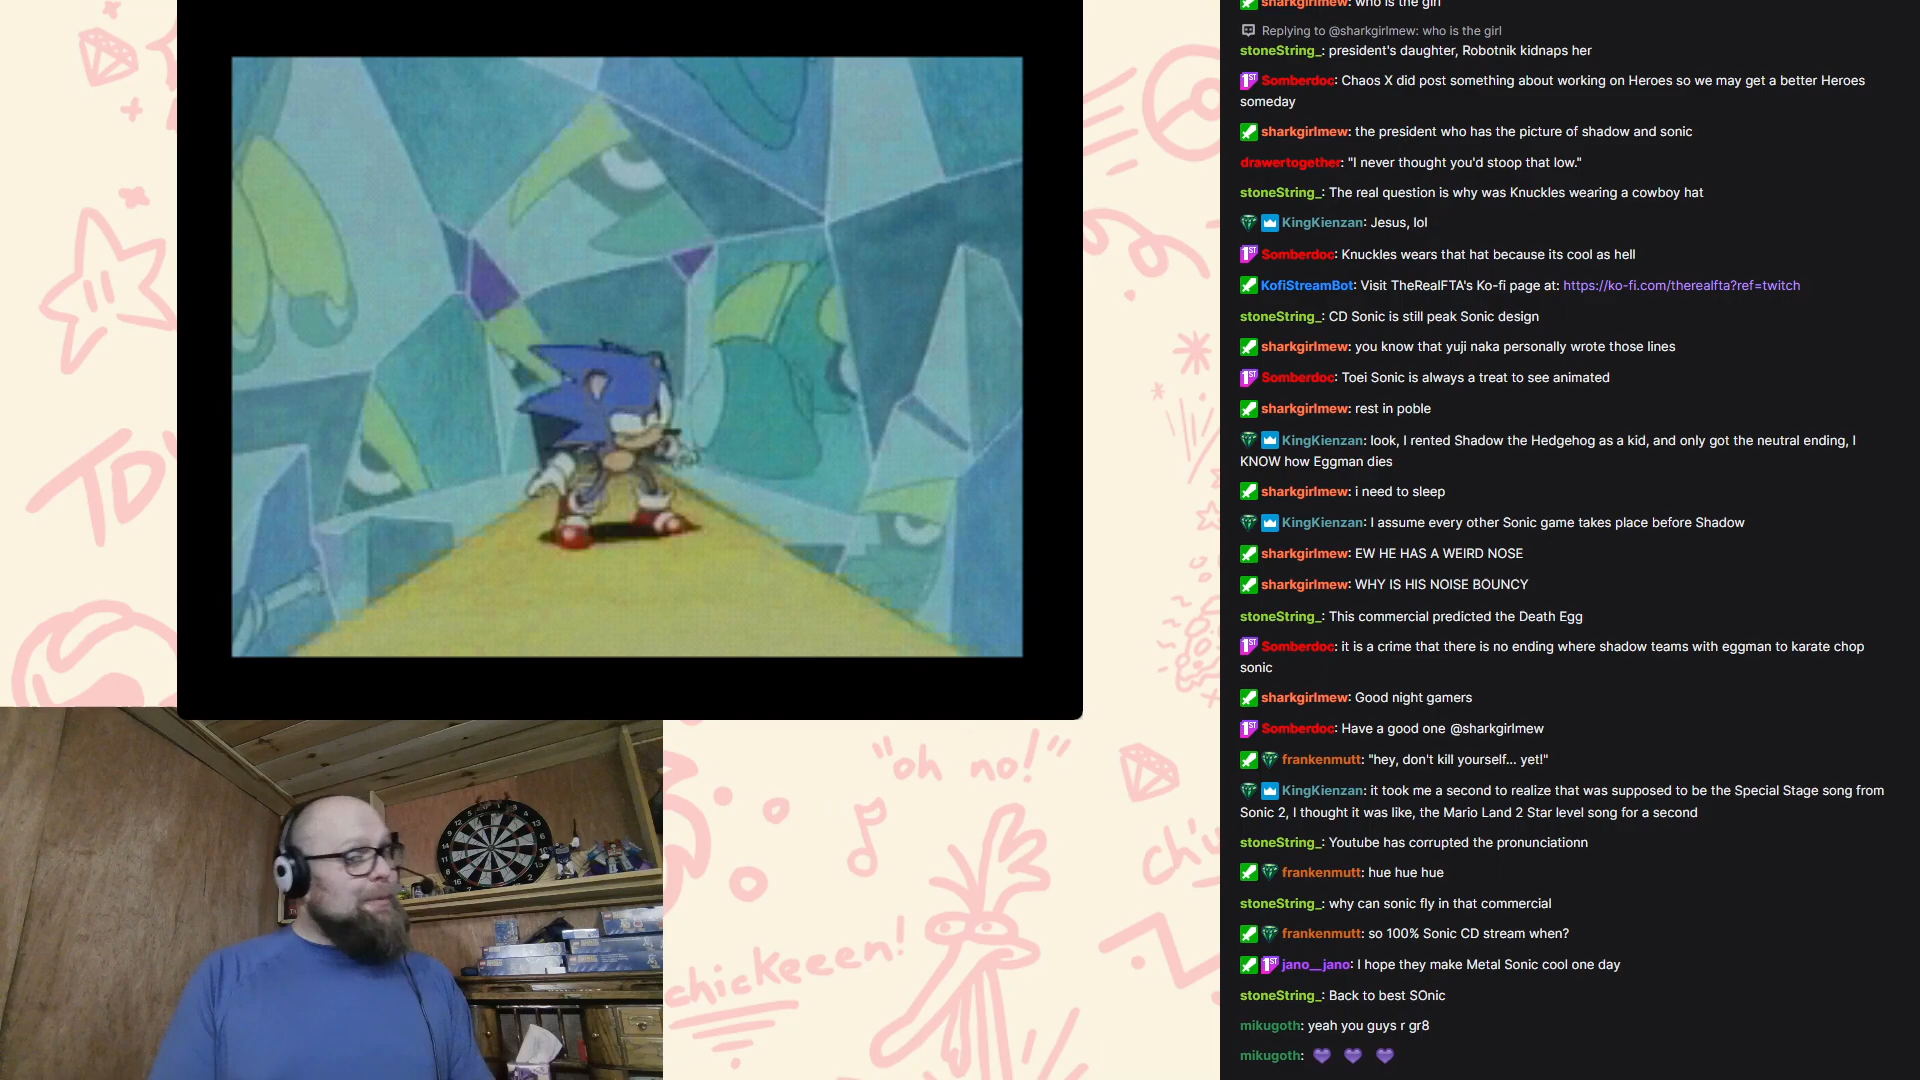 sharkgirlmew: who is the girl
Replying to @sharkgirlmew: who is the girl
stoneString_: president's daughter, Robotnik kidnaps her
Somberdoc: Chaos X did post something about working on Heroes so we may get a better Heroes
someday
sharkgirlmew: the president who has the picture of shadow and sonic
drawertogether: "I never thought you'd stoop that low."
stoneString_: The real question is why was Knuckles wearing a cowboy hat
KingKienzan: Jesus, lol
Somberdoc: Knuckles wears that hat because its cool as hell
KofiStreamBot: Visit TheRealFTA's Ko-fi page at: https://ko-fi.com/therealfta?ref=twitch
stoneString_: CD Sonic is still peak Sonic design
sharkgirlmew: you know that yuji naka personally wrote those lines
Somberdoc: Toei Sonic is always a treat to see animated
sharkgirlmew: rest in poble
KingKienzan: look, I rented Shadow the Hedgehog as a kid, and only got the neutral ending, I
KNOW how Eggman dies
sharkgirlmew: i need to sleep
KingKienzan: I assume every other Sonic game takes place before Shadow
sharkgirlmew: EW HE HAS A WEIRD NOSE
sharkgirlmew: WHY IS HIS NOISE BOUNCY
stoneString_: This commercial predicted the Death Egg
Somberdoc: it is a crime that there is no ending where shadow teams with eggman to karate chop
sonic
sharkgirlmew: Good night gamers
Somberdoc: Have a good one @sharkgirlmew
frankenmutt: "hey, don't kill yourself... yet!"
KingKienzan: it took me a second to realize that was supposed to be the Special Stage song from
Sonic 2, I thought it was like, the Mario Land 2 Star level song for a second
stoneString_: Youtube has corrupted the pronunciationn
frankenmutt: hue hue hue
stoneString_: why can sonic fly in that commercial
frankenmutt: so 100% Sonic CD stream when?
jano__jano: I hope they make Metal Sonic cool one day
stoneString_: Back to best SOnic
mikugoth: yeah you guys r gr8
mikugoth:
"oh no!"
chickeeen!